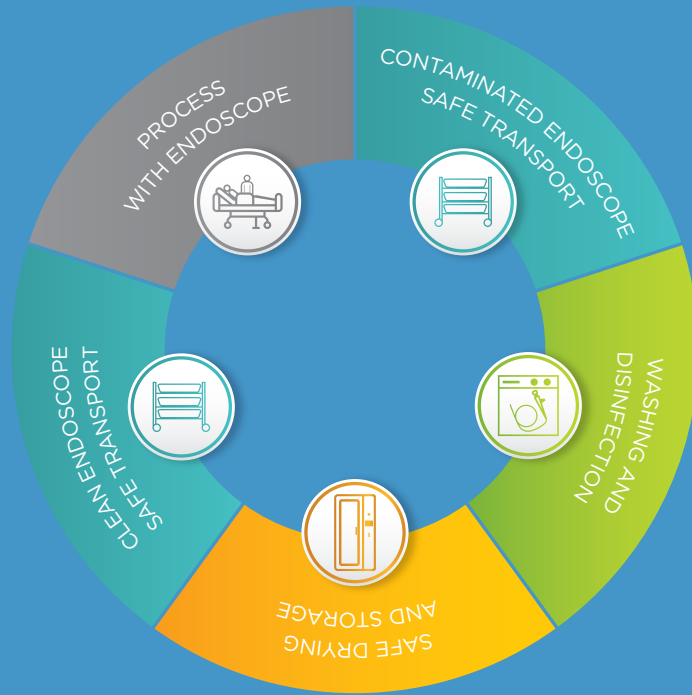 PROCESS
WITH ENDOSCOPE
CONTAMINATED ENDOSCOPE
SAFE TRANSPORT
WASHING AND
DISINFECTION
SAFE DRYING
AND STORAGE
CLEAN ENDOSCOPE
SAFE TRANSPORT